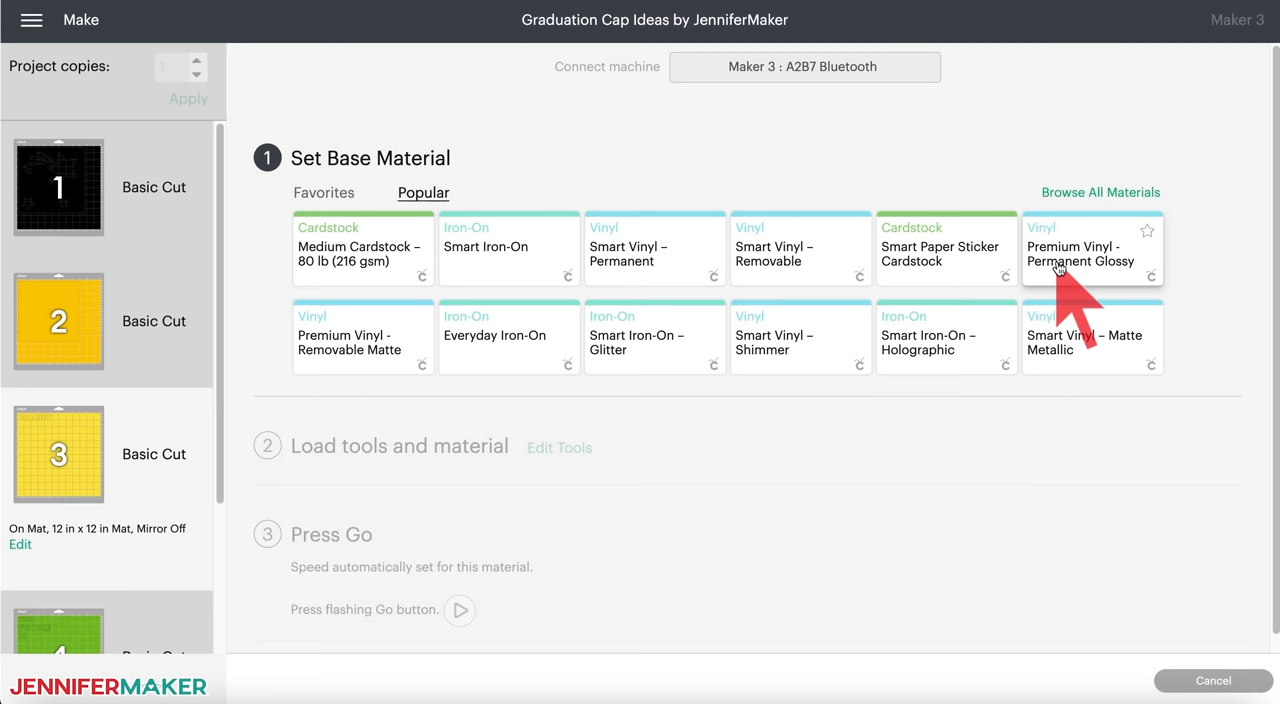 Make
Graduation Cap Ideas by JenniferMaker
Maker 3
Project copies:
1
Apply
Connect machine
Maker 3 : A2B7 Bluetooth
1
Basic Cut
2
Basic Cut
3
Basic Cut
On Mat, 12 in x 12 in Mat, Mirror Off
Edit
JENNIFERMAKER
1 Set Base Material
Favorites
Popular
Browse All Materials
Cardstock
Medium Cardstock –
80 lb (216 gsm)
Iron-On
Smart Iron-On
Vinyl
Smart Vinyl –
Permanent
Vinyl
Smart Vinyl –
Removable
Cardstock
Smart Paper Sticker
Cardstock
Vinyl
Premium Vinyl -
Permanent Glossy
Vinyl
Premium Vinyl -
Removable Matte
Iron-On
Everyday Iron-On
Iron-On
Smart Iron-On –
Glitter
Vinyl
Smart Vinyl –
Shimmer
Iron-On
Smart Iron-On –
Holographic
Vinyl
Smart Vinyl – Matte
Metallic
2 Load tools and material
Edit Tools
3 Press Go
Speed automatically set for this material.
Press flashing Go button.
Cancel